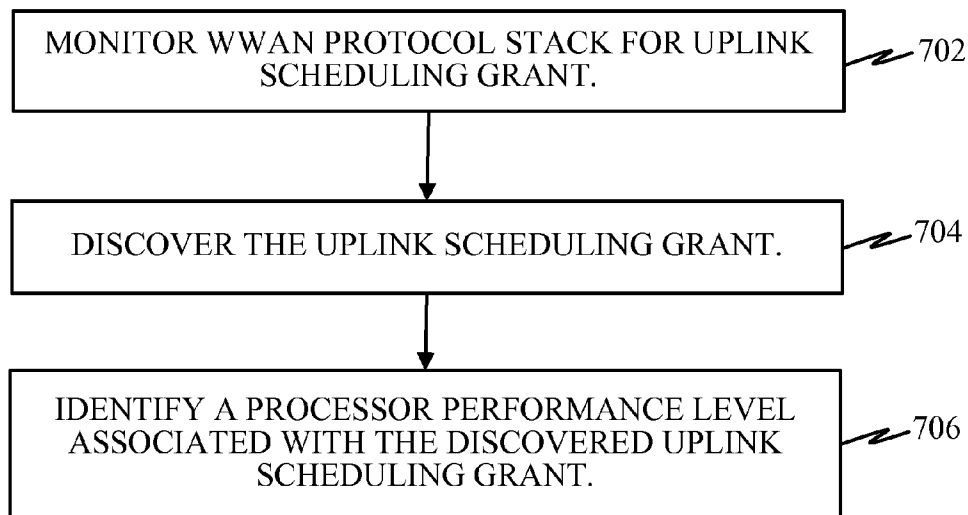 MONITOR WWAN PROTOCOL STACK FOR UPLINK
SCHEDULING GRANT.
702
DISCOVER THE UPLINK SCHEDULING GRANT.
704
IDENTIFY A PROCESSOR PERFORMANCE LEVEL
ASSOCIATED WITH THE DISCOVERED UPLINK
SCHEDULING GRANT.
706